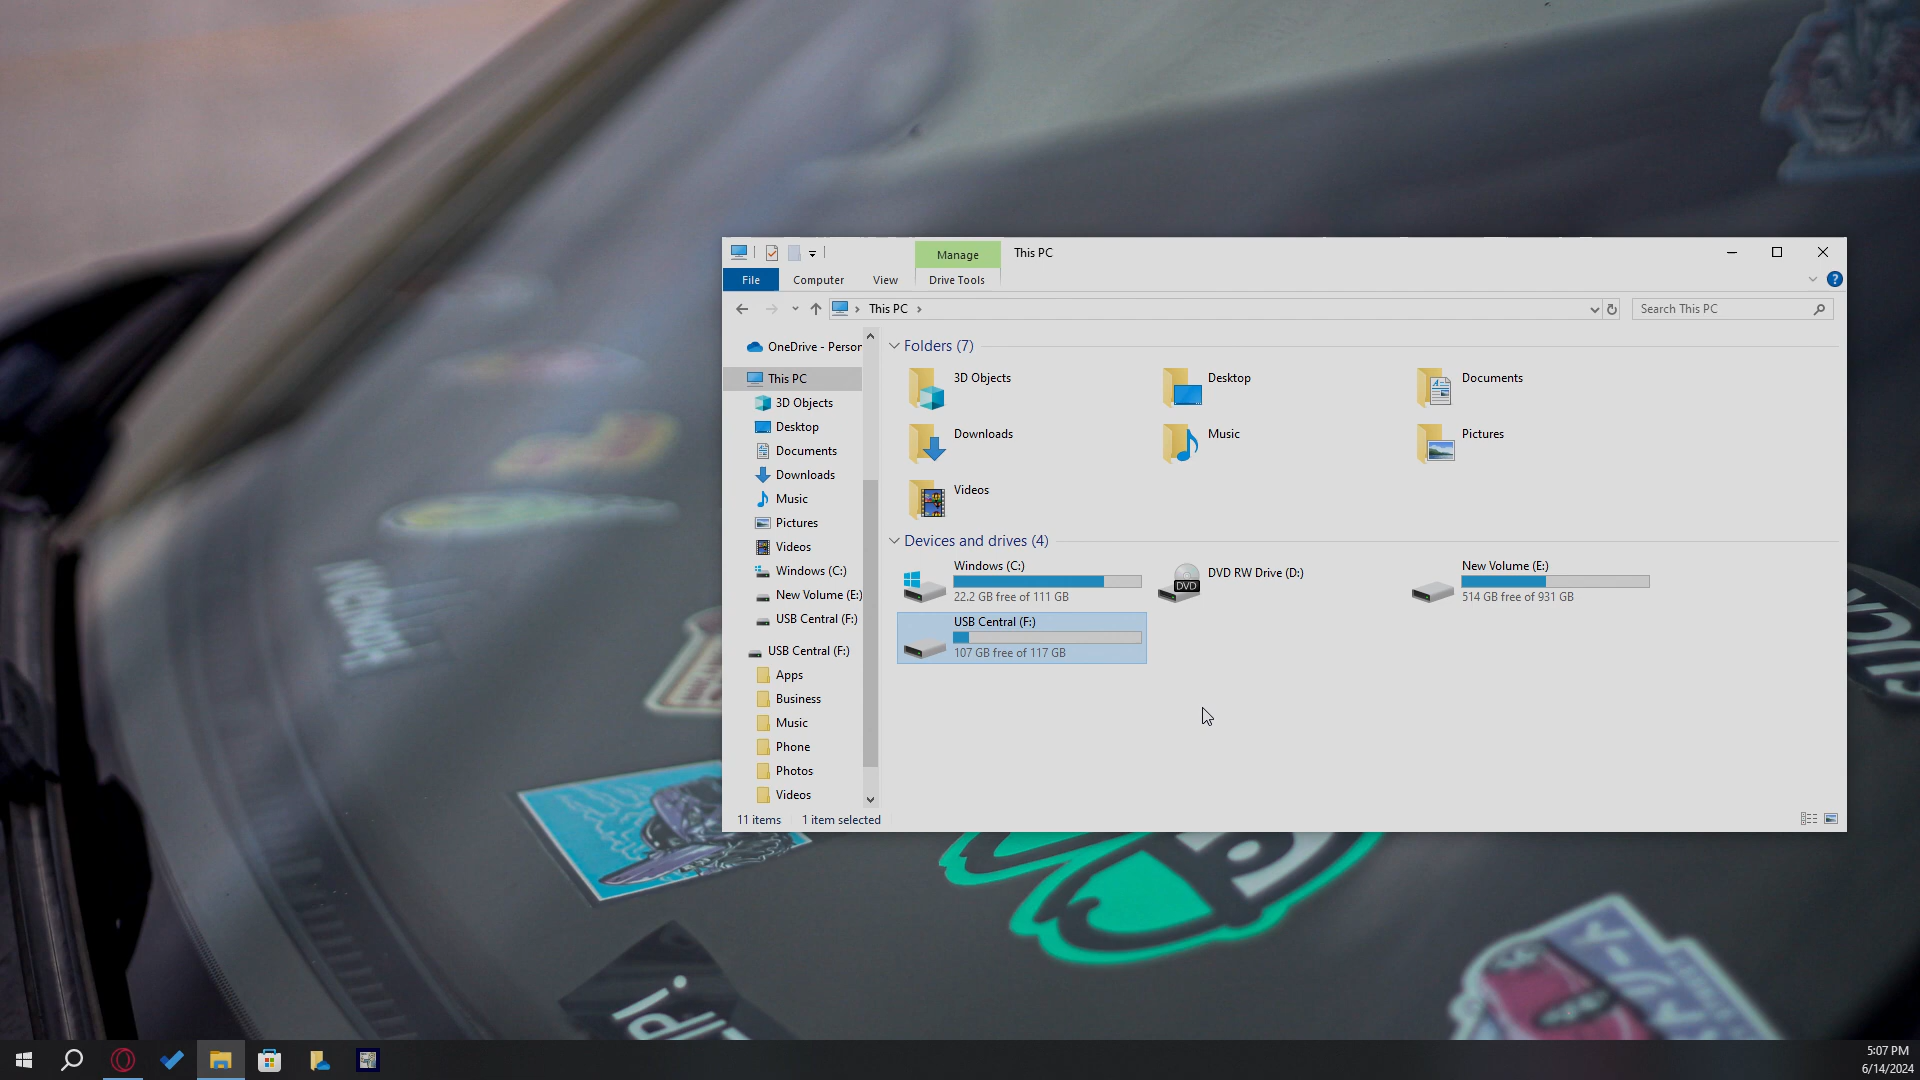 Manage
This PC
File
Computer
View
Drive Tools
This PC
Search This PC
OneDrive - Person
This PC
3D Objects
Desktop
Documents
Downloads
Music
Pictures
Videos
Windows (C:)
New Volume (E:)
USB Central (F:)
USB Central (F:)
Apps
Business
Music
Phone
Photos
Videos
Folders (7)
3D Objects
Desktop
Documents
Downloads
Music
Pictures
Videos
Devices and drives (4)
Windows (C:)
22.2 GB free of 111 GB
DVD
DVD RW Drive (D:)
New Volume (E:)
514 GB free of 931 GB
USB Central (F:)
107 GB free of 117 GB
11 items
1 item selected
5:07 PM
6/14/2024